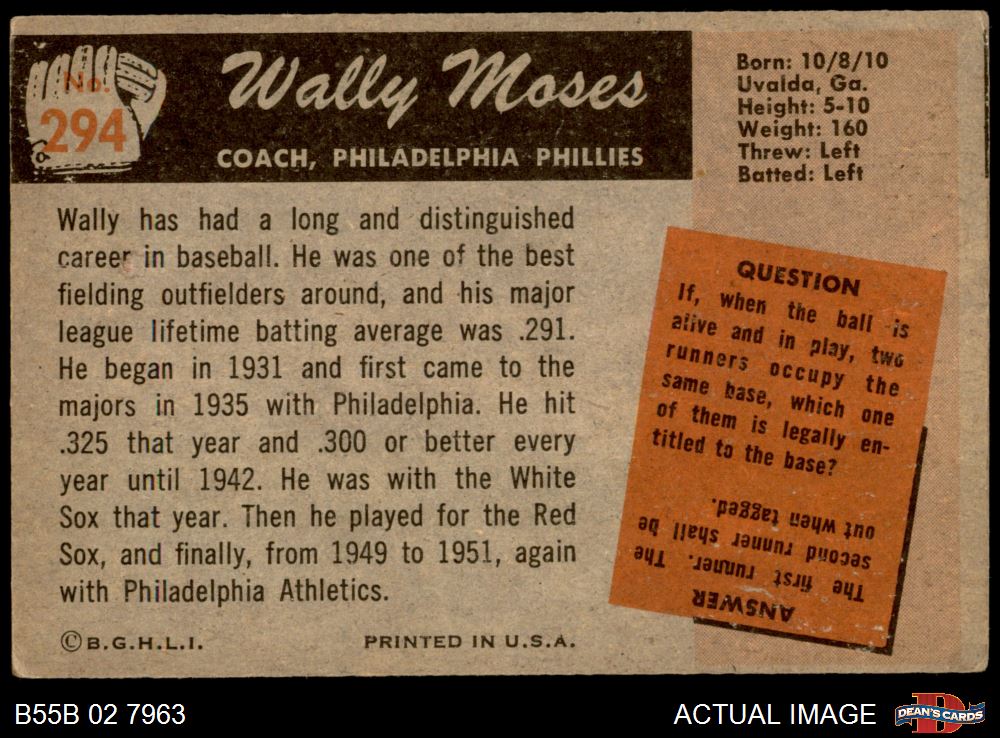 No.
294
Wally Moses
COACH, PHILADELPHIA PHILLIES
Born: 10/8/10
Uvalda, Ga.
Height: 5-10
Weight: 160
Threw: Left
Batted: Left
Wally has had a long and distinguished
career in baseball. He was one of the best
fielding outfielders around, and his major
league lifetime batting average was .291.
He began in 1931 and first came to the
majors in 1935 with Philadelphia. He hit
.325 that year and .300 or better every
year until 1942. He was with the White
Sox that year. Then he played for the Red
Sox, and finally, from 1949 to 1951, again
with Philadelphia Athletics.
©B.G.H.L.I.
PRINTED IN U.S.A.
QUESTION
If, when the ball is
alive and in play, two
runners occupy the
same base, which one
of them is legally en-
titled to the base?
ANSWER
The first runner. The
second runner shall be
out when tagged.
B55B 02 7963
ACTUAL IMAGE
D
DEAN'S CARDS